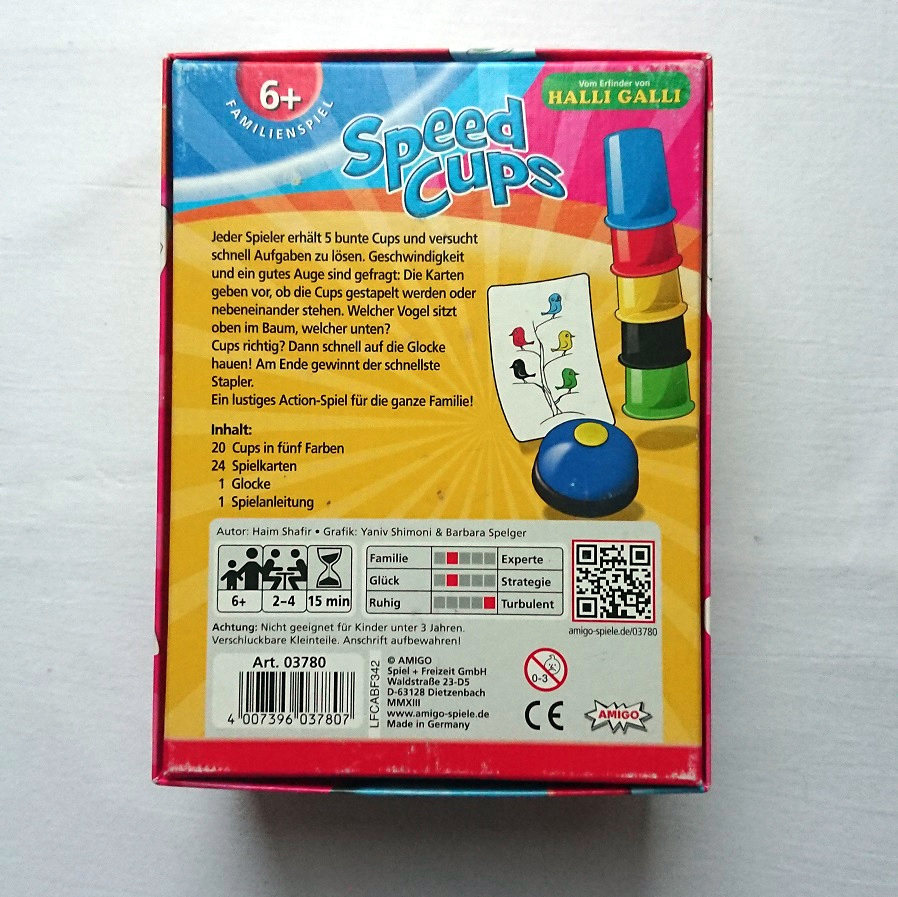 6+
FAMILIENSPIEL
Vom Erfinder von
HALLI GALLI
Speed
Cups
Jeder Spieler erhält 5 bunte Cups und versucht
schnell Aufgaben zu lösen. Geschwindigkeit
und ein gutes Auge sind gefragt: Die Karten
geben vor, ob die Cups gestapelt werden oder
nebeneinander stehen. Welcher Vogel sitzt
oben im Baum, welcher unten?
Cups richtig? Dann schnell auf die Glocke
hauen! Am Ende gewinnt der schnellste
Stapler.
Ein lustiges Action-Spiel für die ganze Familie!
Inhalt:
20 Cups in fünf Farben
24 Spielkarten
1 Glocke
1 Spielanleitung
Autor: Haim Shafir • Grafik: Yaniv Shimoni & Barbara Spelger
6+ 2–4 15 min
Familie Experte
Glück Strategie
Ruhig Turbulent
amigo-spiele.de/03780
Achtung: Nicht geeignet für Kinder unter 3 Jahren.
Verschluckbare Kleinteile. Anschrift aufbewahren!
Art. 03780
4 007396 037807
LFCABF342
© AMIGO
Spiel + Freizeit GmbH
Waldstraße 23-D5
D-63128 Dietzenbach
MMXIII
www.amigo-spiele.de
Made in Germany
0-3
CE
AMIGO